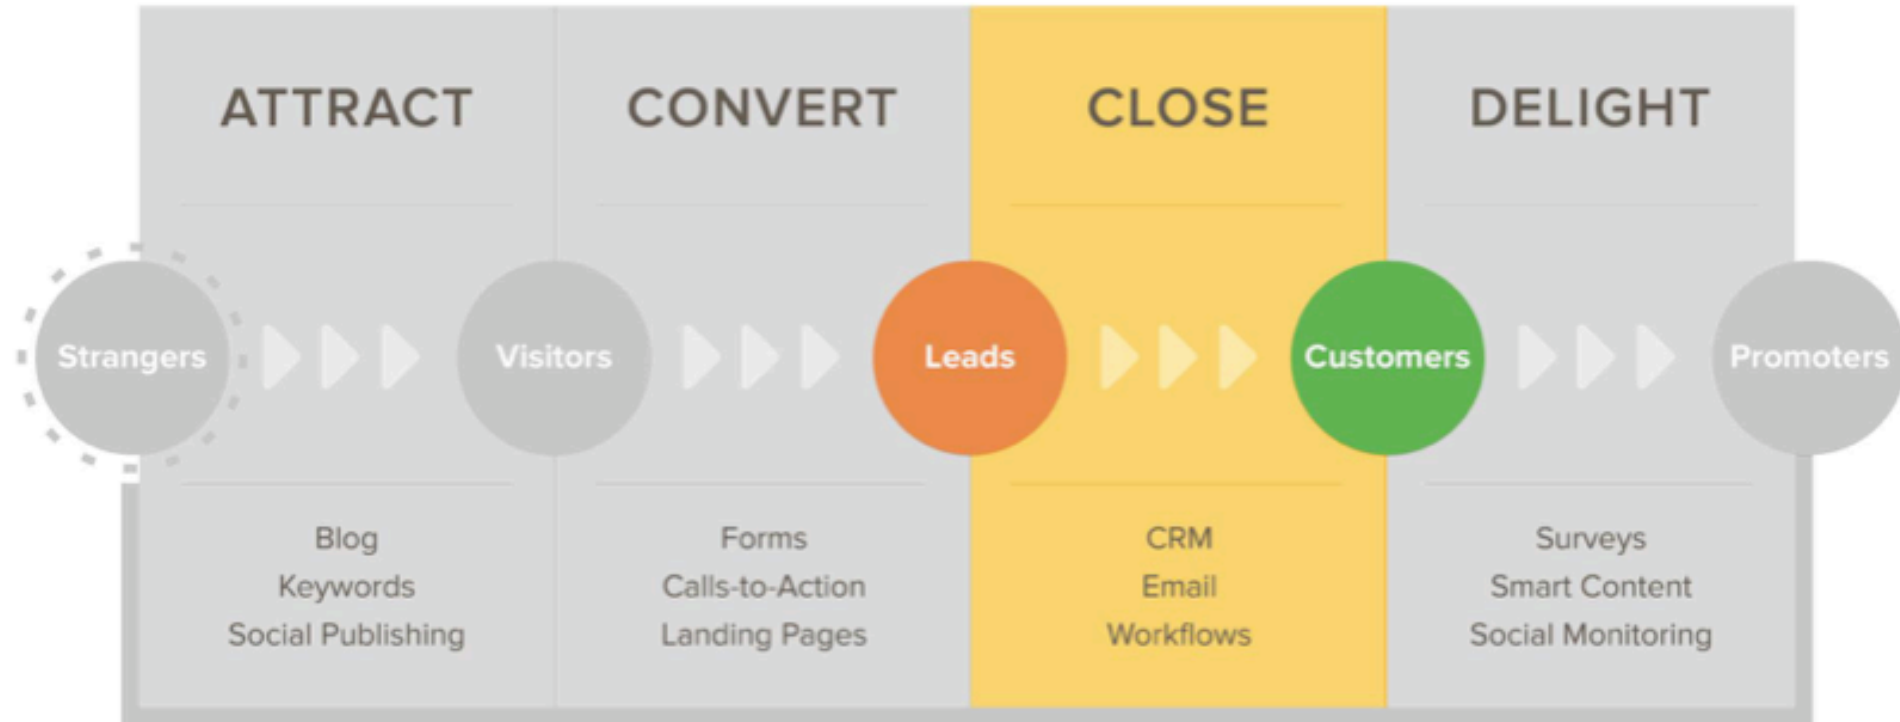 ATTRACT
CONVERT
CLOSE
DELIGHT
Strangers
Visitors
Leads
Customers
Promoters
Blog
Keywords
Social Publishing
Forms
Calls-to-Action
Landing Pages
CRM
Email
Workflows
Surveys
Smart Content
Social Monitoring